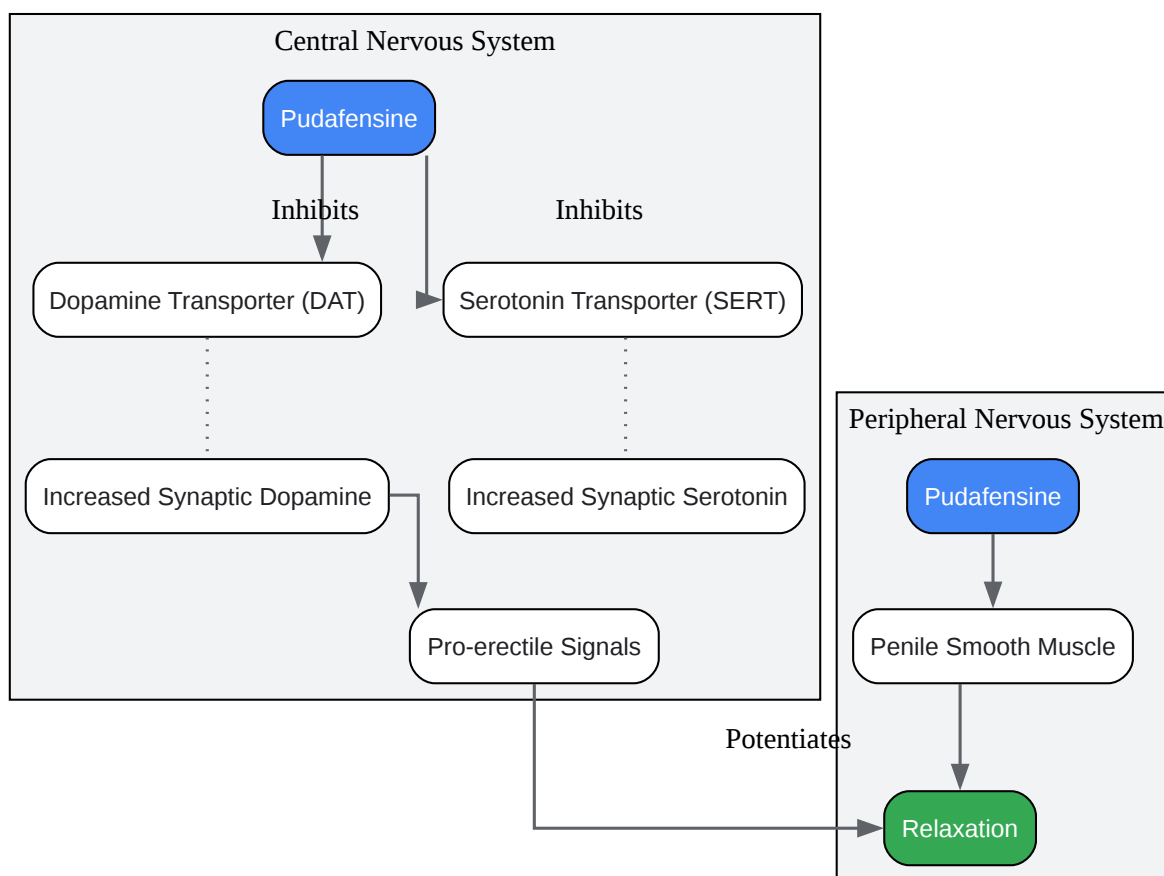 Central Nervous System
Pudafensine
Inhibits
Inhibits
Dopamine Transporter (DAT)
Serotonin Transporter (SERT)
Peripheral Nervous System
Increased Synaptic Dopamine
Increased Synaptic Serotonin
Pudafensine
Pro-erectile Signals
Penile Smooth Muscle
Potentiates
Relaxation